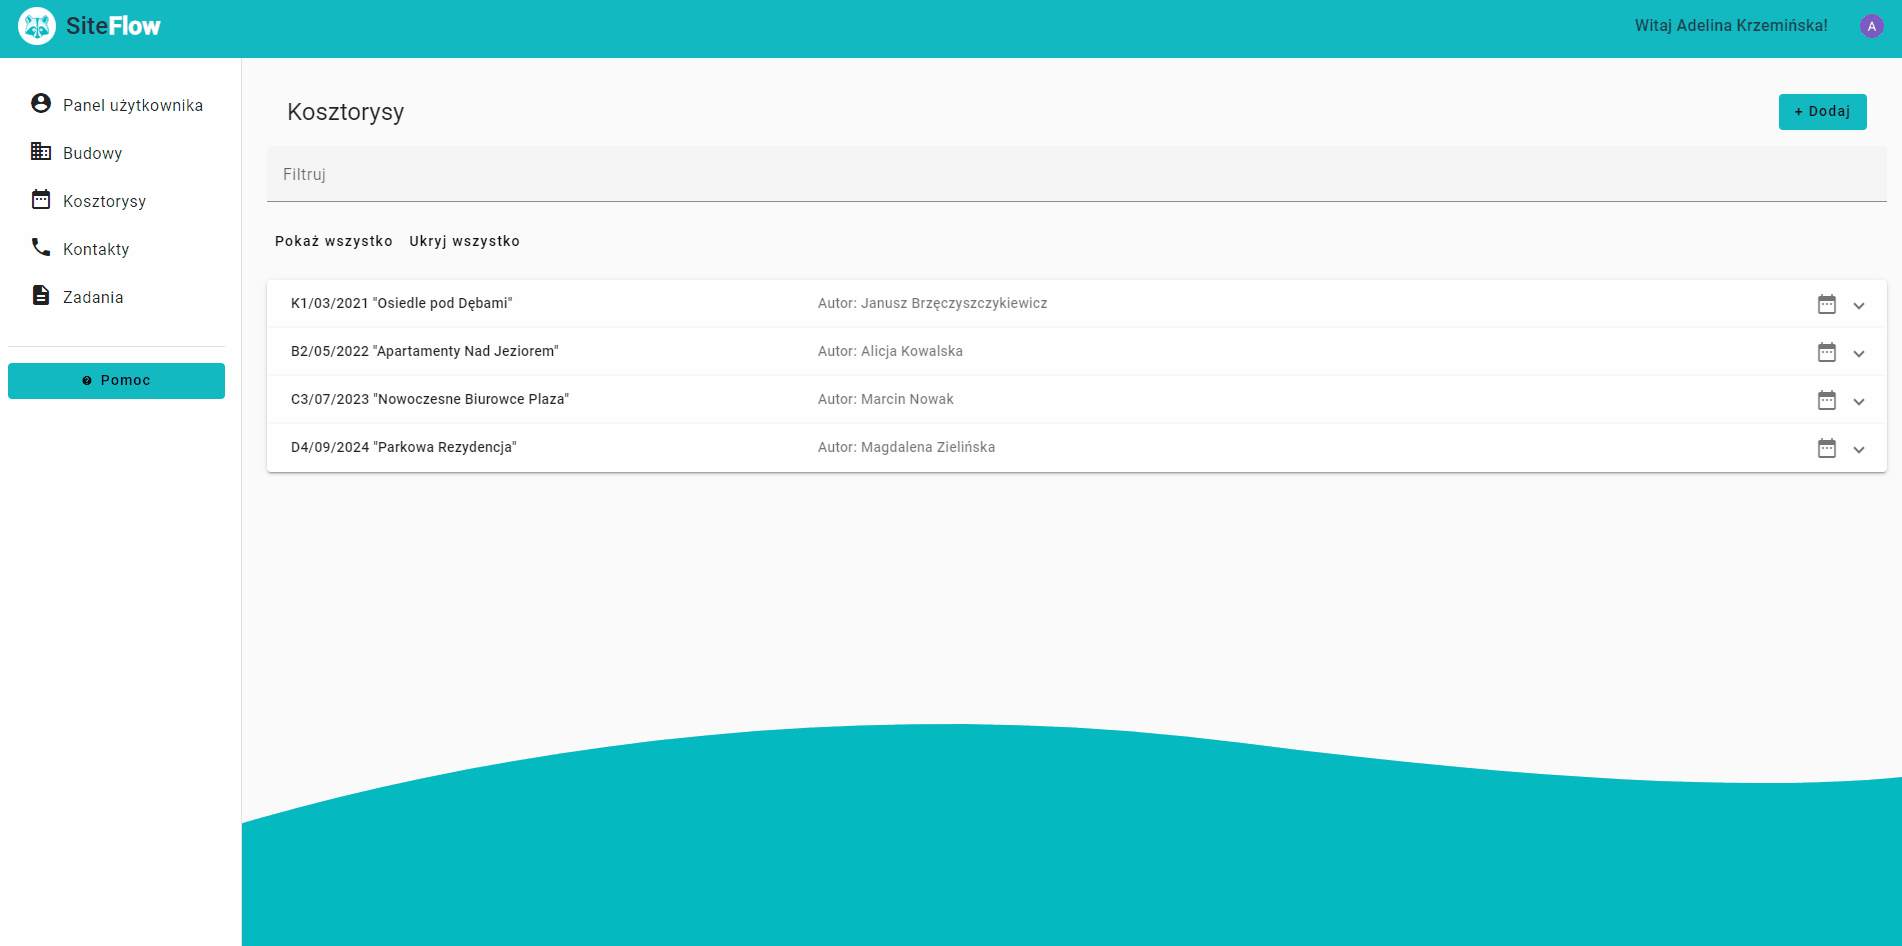 SiteFlow
Witaj Adelina Krzemińska!
A
Panel użytkownika
Budowy
Kosztorysy
Kontakty
Zadania
Pomoc
Kosztorysy
+ Dodaj
Filtruj
Pokaż wszystko Ukryj wszystko
K1/03/2021 "Osiedle pod Dębami" Autor: Janusz Brzęczyszczykiewicz
B2/05/2022 "Apartamenty Nad Jeziorem" Autor: Alicja Kowalska
C3/07/2023 "Nowoczesne Biurowce Plaza" Autor: Marcin Nowak
D4/09/2024 "Parkowa Rezydencja" Autor: Magdalena Zielińska